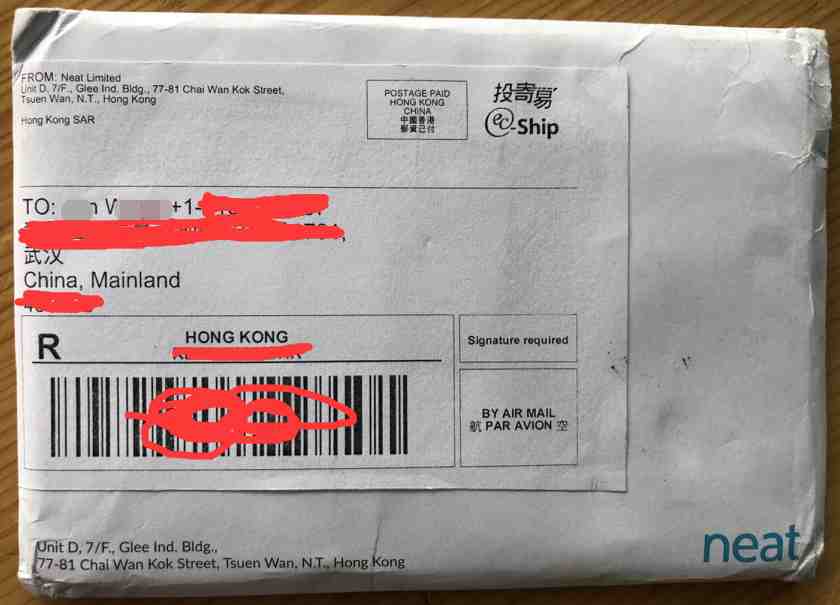 FROM: Neat Limited
Unit D, 7/F., Glee Ind. Bldg., 77-81 Chai Wan Kok Street,
Tsuen Wan, N.T., Hong Kong
Hong Kong SAR
POSTAGE PAID
HONG KONG
CHINA
中國香港
郵資已付
投寄易
ec-Ship
TO: +1-
武汉
China, Mainland
R
HONG KONG
Signature required
BY AIR MAIL
航 PAR AVION 空
Unit D, 7/F., Glee Ind. Bldg.,
77-81 Chai Wan Kok Street, Tsuen Wan, N.T., Hong Kong
neat